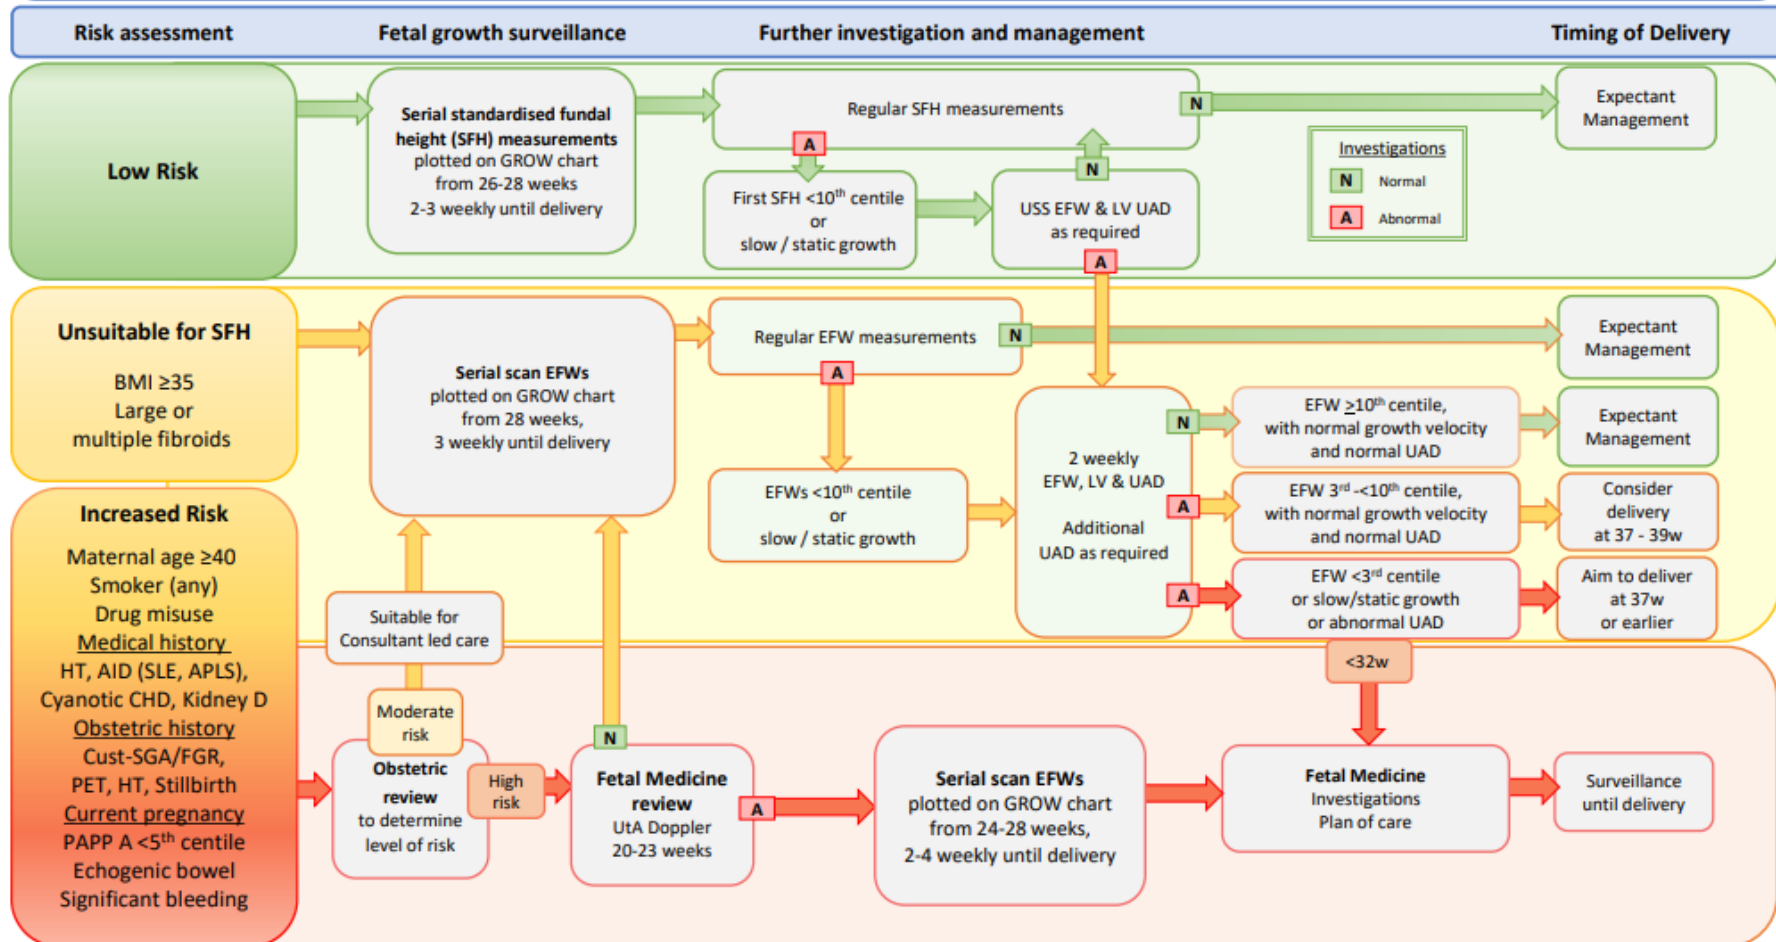 Risk assessment
Fetal growth surveillance
Further investigation and management
Timing of Delivery
Low Risk
Serial standardised fundal
height (SFH) measurements
plotted on GROW chart
from 26-28 weeks
2-3 weekly until delivery
Regular SFH measurements
N
Expectant
Management
A
First SFH <10th centile
or
slow / static growth
N
USS EFW & LV UAD
as required
A
Investigations
N Normal
A Abnormal
Unsuitable for SFH
BMI ≥35
Large or
multiple fibroids
Serial scan EFWs
plotted on GROW chart
from 28 weeks,
3 weekly until delivery
Regular EFW measurements
N
Expectant
Management
A
EFWs <10th centile
or
slow / static growth
2 weekly
EFW, LV & UAD
Additional
UAD as required
N
EFW ≥10th centile,
with normal growth velocity
and normal UAD
Expectant
Management
A
EFW 3rd -<10th centile,
with normal growth velocity
and normal UAD
Consider
delivery
at 37 - 39w
A
EFW <3rd centile
or slow/static growth
or abnormal UAD
Aim to deliver
at 37w
or earlier
Increased Risk
Maternal age ≥40
Smoker (any)
Drug misuse
Medical history
HT, AID (SLE, APLS),
Cyanotic CHD, Kidney D
Obstetric history
Cust-SGA/FGR,
PET, HT, Stillbirth
Current pregnancy
PAPP A <5th centile
Echogenic bowel
Significant bleeding
Suitable for
Consultant led care
Moderate
risk
Obstetric
review
to determine
level of risk
High
risk
N
Fetal Medicine
review
UtA Doppler
20-23 weeks
A
Serial scan EFWs
plotted on GROW chart
from 24-28 weeks,
2-4 weekly until delivery
<32w
Fetal Medicine
Investigations
Plan of care
Surveillance
until delivery